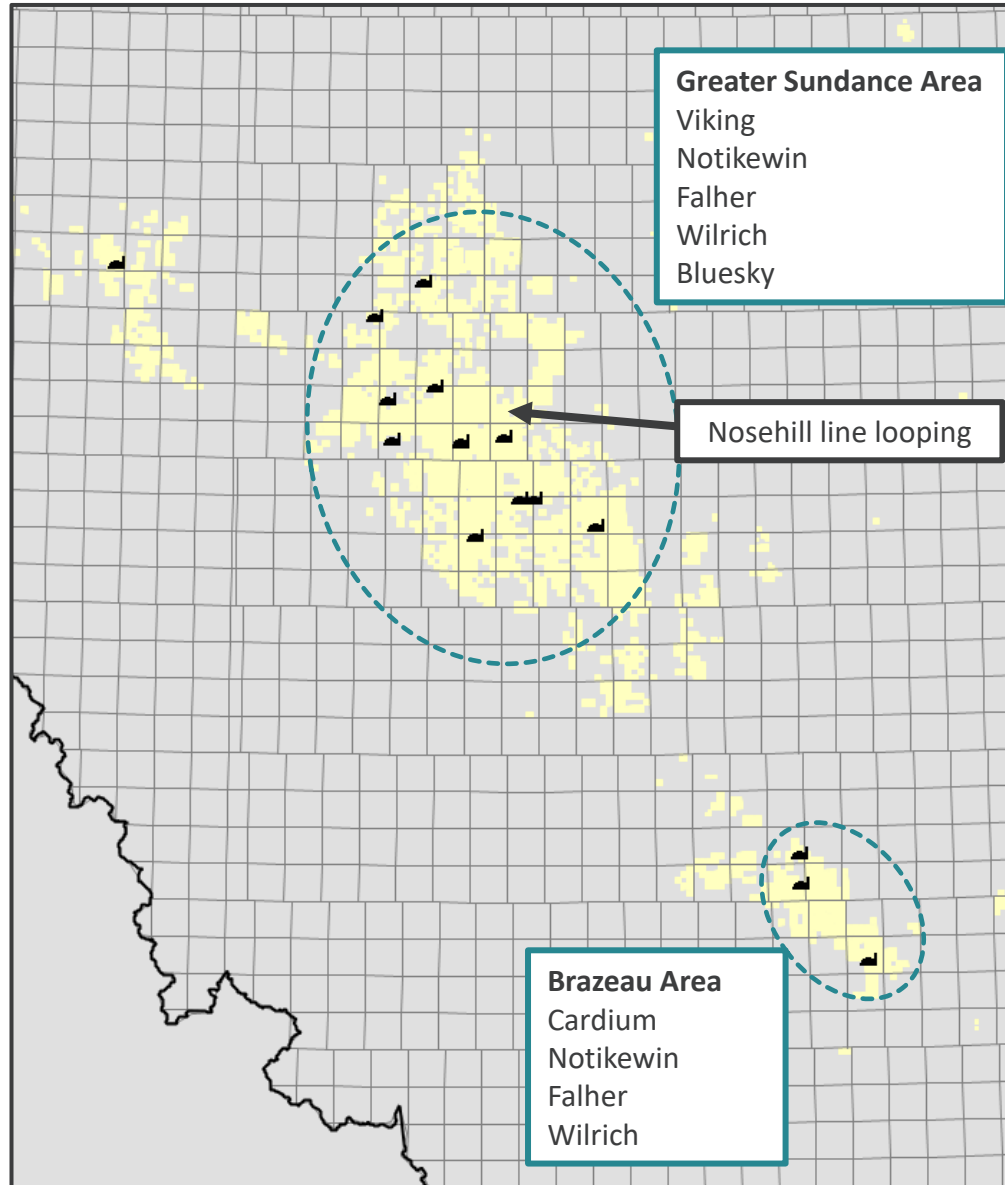 Greater Sundance Area
Viking
Notikewin
Falher
Wilrich
Bluesky
Nosehill line looping
Brazeau Area
Cardium
Notikewin
Falher
Wilrich